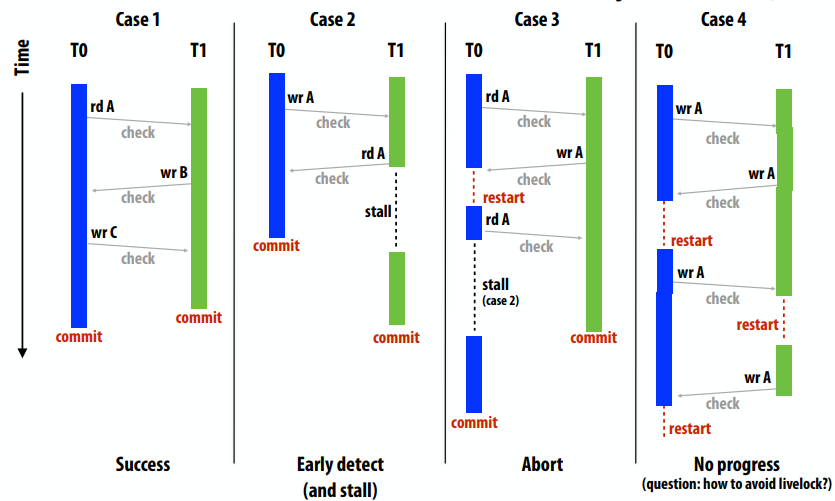 Case 1
Case 2
Case 3
Case 4
T0
T1
T0
T1
T0
T1
T0
T1
Time
rd A
check
wr B
check
wr C
check
commit
commit
Success
wr A
check
rd A
check
stall
commit
commit
Early detect
(and stall)
rd A
check
wr A
check
restart
rd A
check
stall
(case 2)
commit
commit
Abort
wr A
check
wr A
check
restart
wr A
check
restart
wr A
check
restart
No progress
(question: how to avoid livelock?)